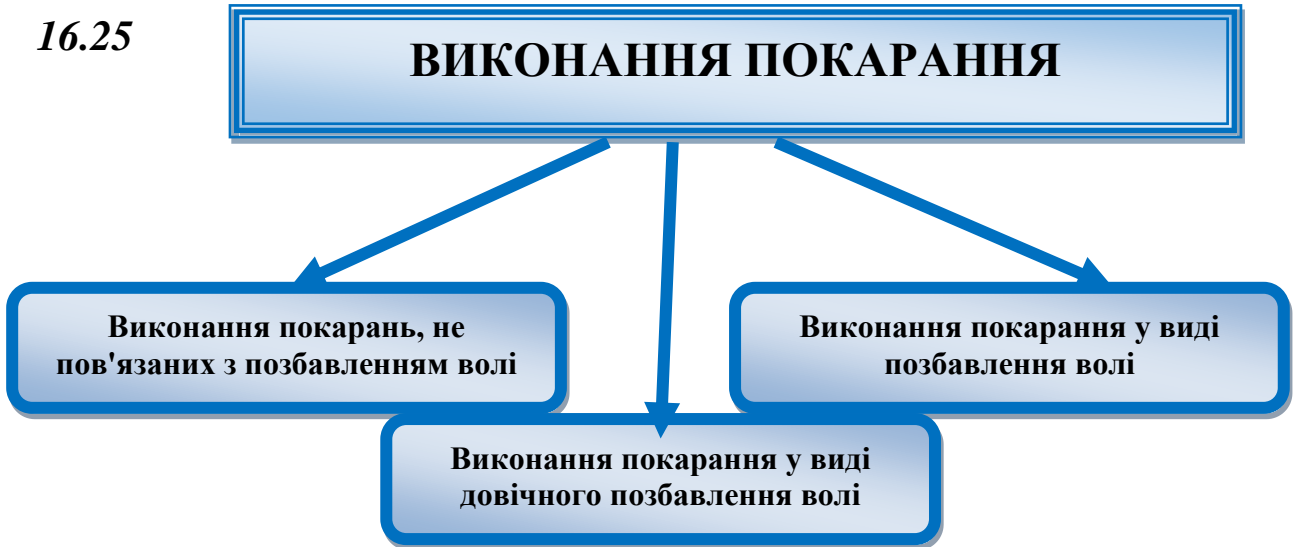 16.25
ВИКОНАННЯ ПОКАРАННЯ
Виконання покарань, не
пов'язаних з позбавленням волі
Виконання покарання у виді
позбавлення волі
Виконання покарання у виді
довічного позбавлення волі